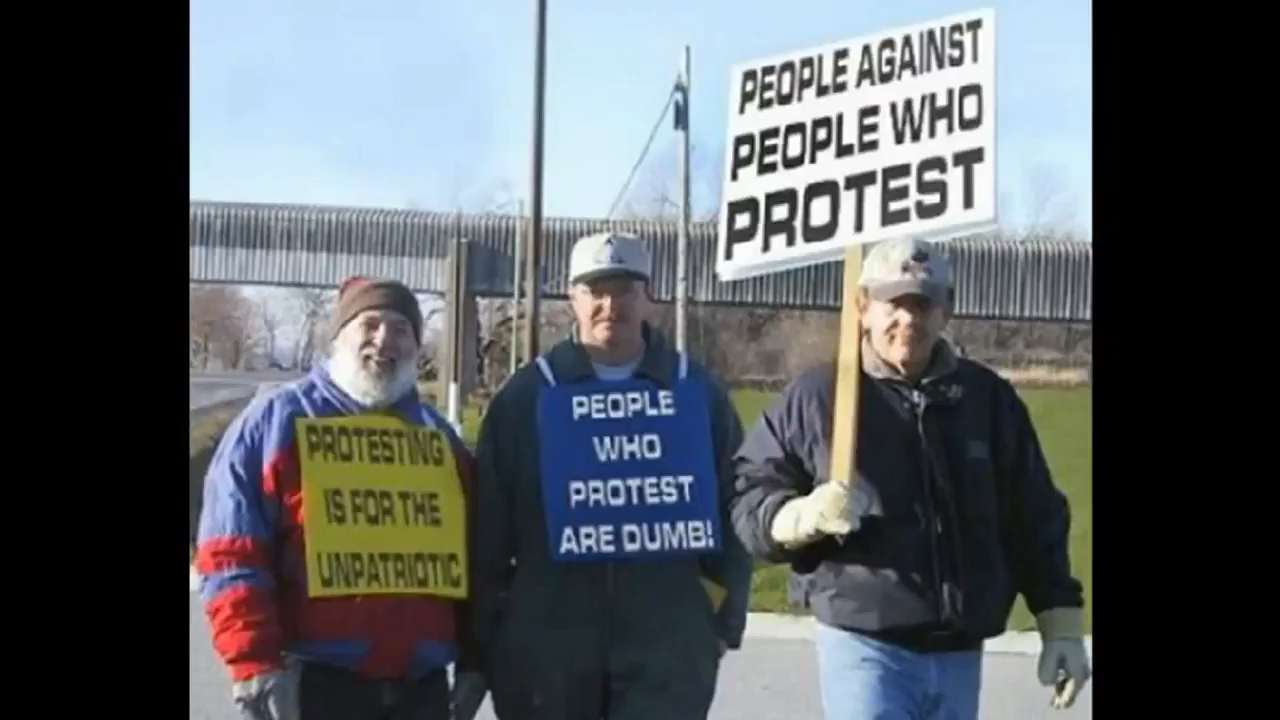 PEOPLE AGAINST
PEOPLE WHO
PROTEST
PROTESTING
IS FOR THE
UNPATRIOTIC
PEOPLE
WHO
PROTEST
ARE DUMB!